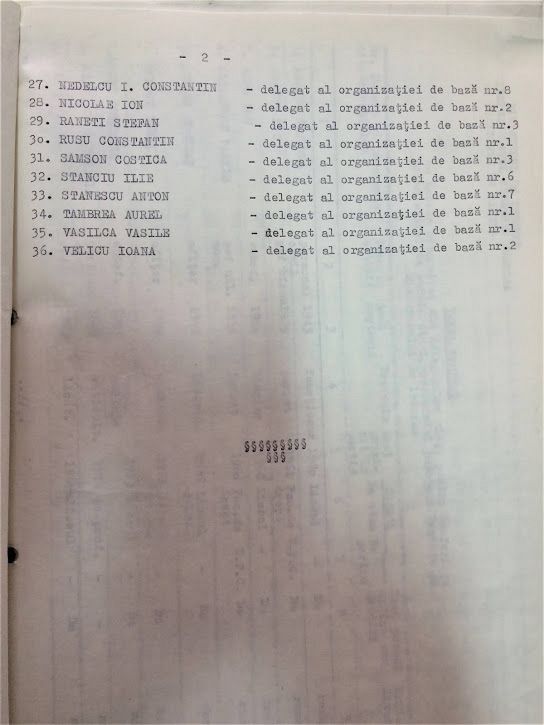 - 2 -
27. NEDELCU I. CONSTANTIN - delegat al organizaţiei de bază nr.8
28. NICOLAE ION - delegat al organizaţiei de bază nr.2
29. RANETI STEFAN - delegat al organizaţiei de bază nr.3
3o. RUSU CONSTANTIN - delegat al organizaţiei de bază nr.1
31. SAMSON COSTICA - delegat al organizaţiei de bază nr.3
32. STANCIU ILIE - delegat al organizaţiei de bază nr.6
33. STANESCU ANTON - delegat al organizaţiei de bază nr.7
34. TAMBREA AUREL - delegat al organizaţiei de bază nr.1
35. VASILCA VASILE - delegat al organizaţiei de bază nr.1
36. VELICU IOANA - delegat al organizaţiei de bază nr.2
§§§§§§§§§
§§§